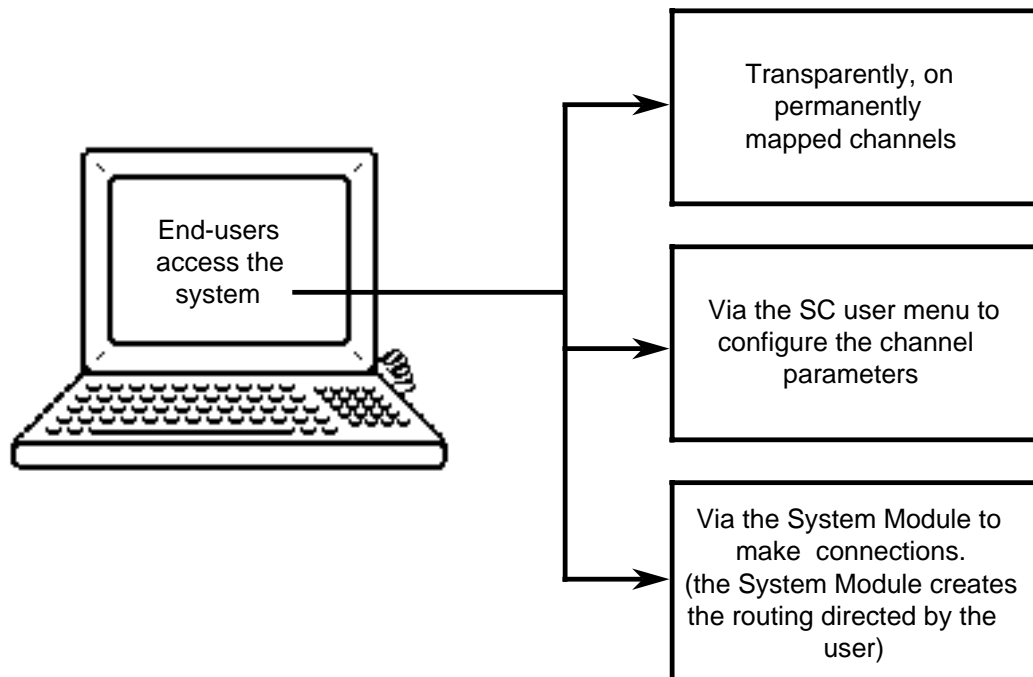 End-users
access the
system
Transparently, on
permanently
mapped channels
Via the SC user menu to
configure the channel
parameters
Via the System Module to
make connections.
(the System Module creates
the routing directed by the
user)